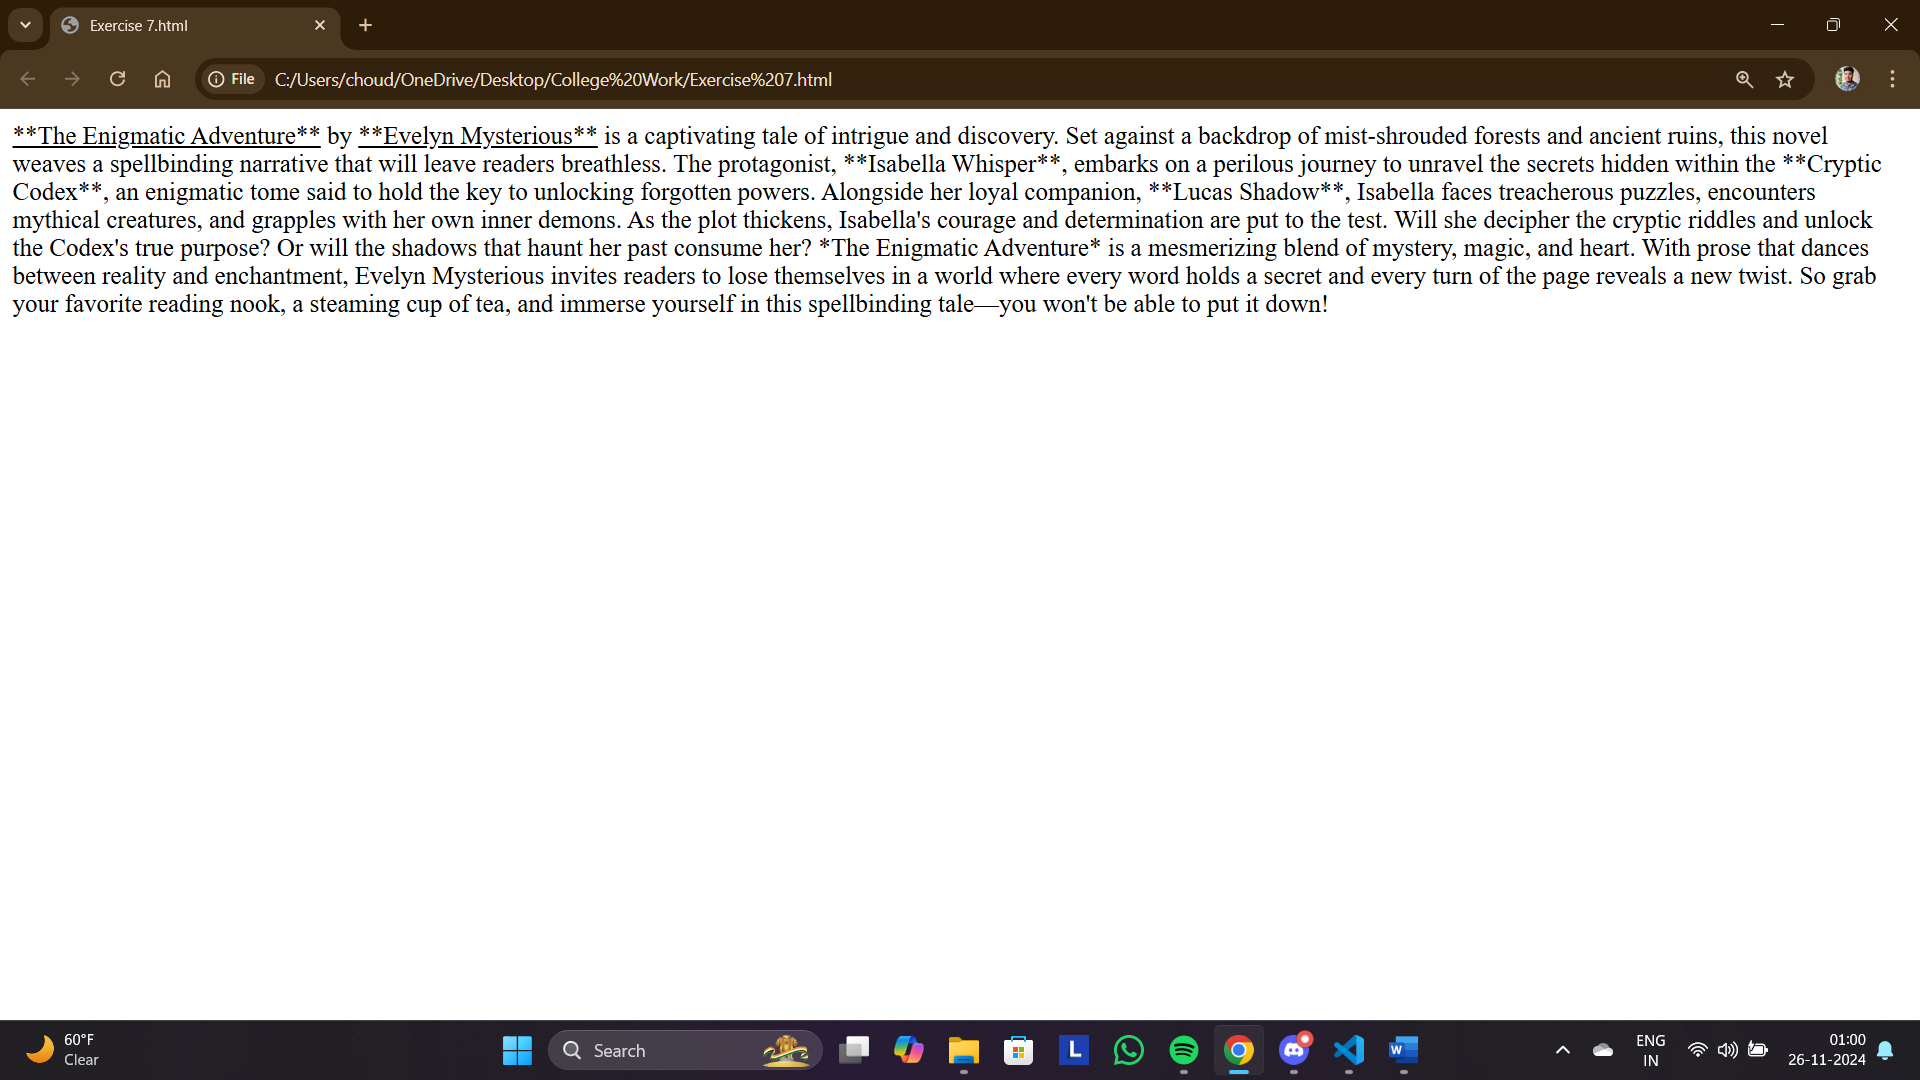 Exercise 7.html
File
C:/Users/choud/OneDrive/Desktop/College%20Work/Exercise%207.html
**The Enigmatic Adventure** by **Evelyn Mysterious** is a captivating tale of intrigue and discovery. Set against a backdrop of mist-shrouded forests and ancient ruins, this novel
weaves a spellbinding narrative that will leave readers breathless. The protagonist, **Isabella Whisper**, embarks on a perilous journey to unravel the secrets hidden within the **Cryptic
Codex**, an enigmatic tome said to hold the key to unlocking forgotten powers. Alongside her loyal companion, **Lucas Shadow**, Isabella faces treacherous puzzles, encounters
mythical creatures, and grapples with her own inner demons. As the plot thickens, Isabella's courage and determination are put to the test. Will she decipher the cryptic riddles and unlock
the Codex's true purpose? Or will the shadows that haunt her past consume her? *The Enigmatic Adventure* is a mesmerizing blend of mystery, magic, and heart. With prose that dances
between reality and enchantment, Evelyn Mysterious invites readers to lose themselves in a world where every word holds a secret and every turn of the page reveals a new twist. So grab
your favorite reading nook, a steaming cup of tea, and immerse yourself in this spellbinding tale—you won't be able to put it down!
60°F
Clear
Search
L
W
ENG
IN
01:00
26-11-2024